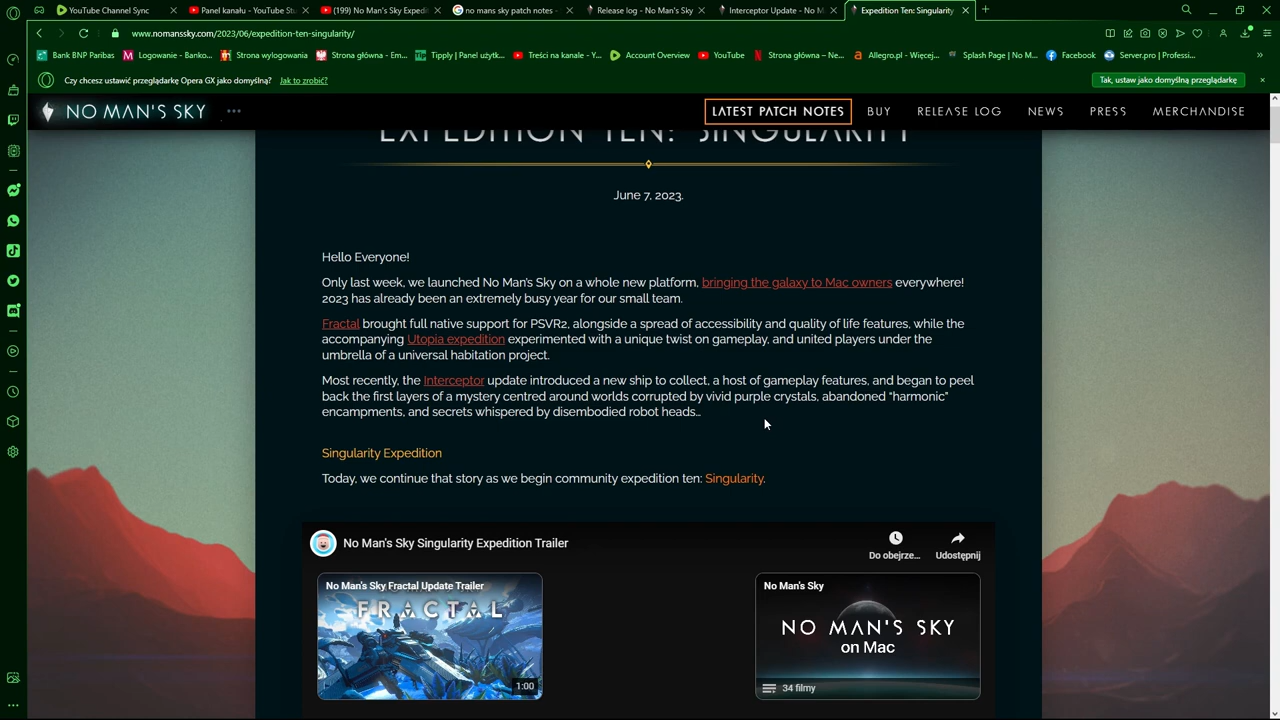 YouTube Channel Sync
Panel kanału - YouTube Stu
(199) No Man's Sky Expedi
no mans sky patch notes -
Release log - No Man's Sky
Interceptor Update - No M
Expedition Ten: Singularity
www.nomanssky.com/2023/06/expedition-ten-singularity/
Bank BNP Paribas
Logowanie - Banko...
Strona wylogowania
Strona główna - Em...
Tipply | Panel użytk...
Treści na kanale - Y...
Account Overview
YouTube
Strona główna – Ne...
Allegro.pl - Więcej...
Splash Page | No M...
Facebook
Server.pro | Professi...
Czy chcesz ustawić przeglądarkę Opera GX jako domyślną?
Jak to zrobić?
Tak, ustaw jako domyślną przeglądarkę
NO MAN'S SKY
LATEST PATCH NOTES
BUY
RELEASE LOG
NEWS
PRESS
MERCHANDISE
EXPEDITION TEN: SINGULARITY
June 7, 2023.
Hello Everyone!
Only last week, we launched No Man's Sky on a whole new platform, bringing the galaxy to Mac owners everywhere!
2023 has already been an extremely busy year for our small team.
Fractal brought full native support for PSVR2, alongside a spread of accessibility and quality of life features, while the
accompanying Utopia expedition experimented with a unique twist on gameplay, and united players under the
umbrella of a universal habitation project.
Most recently, the Interceptor update introduced a new ship to collect, a host of gameplay features, and began to peel
back the first layers of a mystery centred around worlds corrupted by vivid purple crystals, abandoned "harmonic"
encampments, and secrets whispered by disembodied robot heads…
Singularity Expedition
Today, we continue that story as we begin community expedition ten: Singularity.
No Man's Sky Singularity Expedition Trailer
Do obejrze...
Udostępnij
No Man's Sky Fractal Update Trailer
FRACTAL
1:00
No Man's Sky
NO MAN'S SKY
on Mac
34 filmy